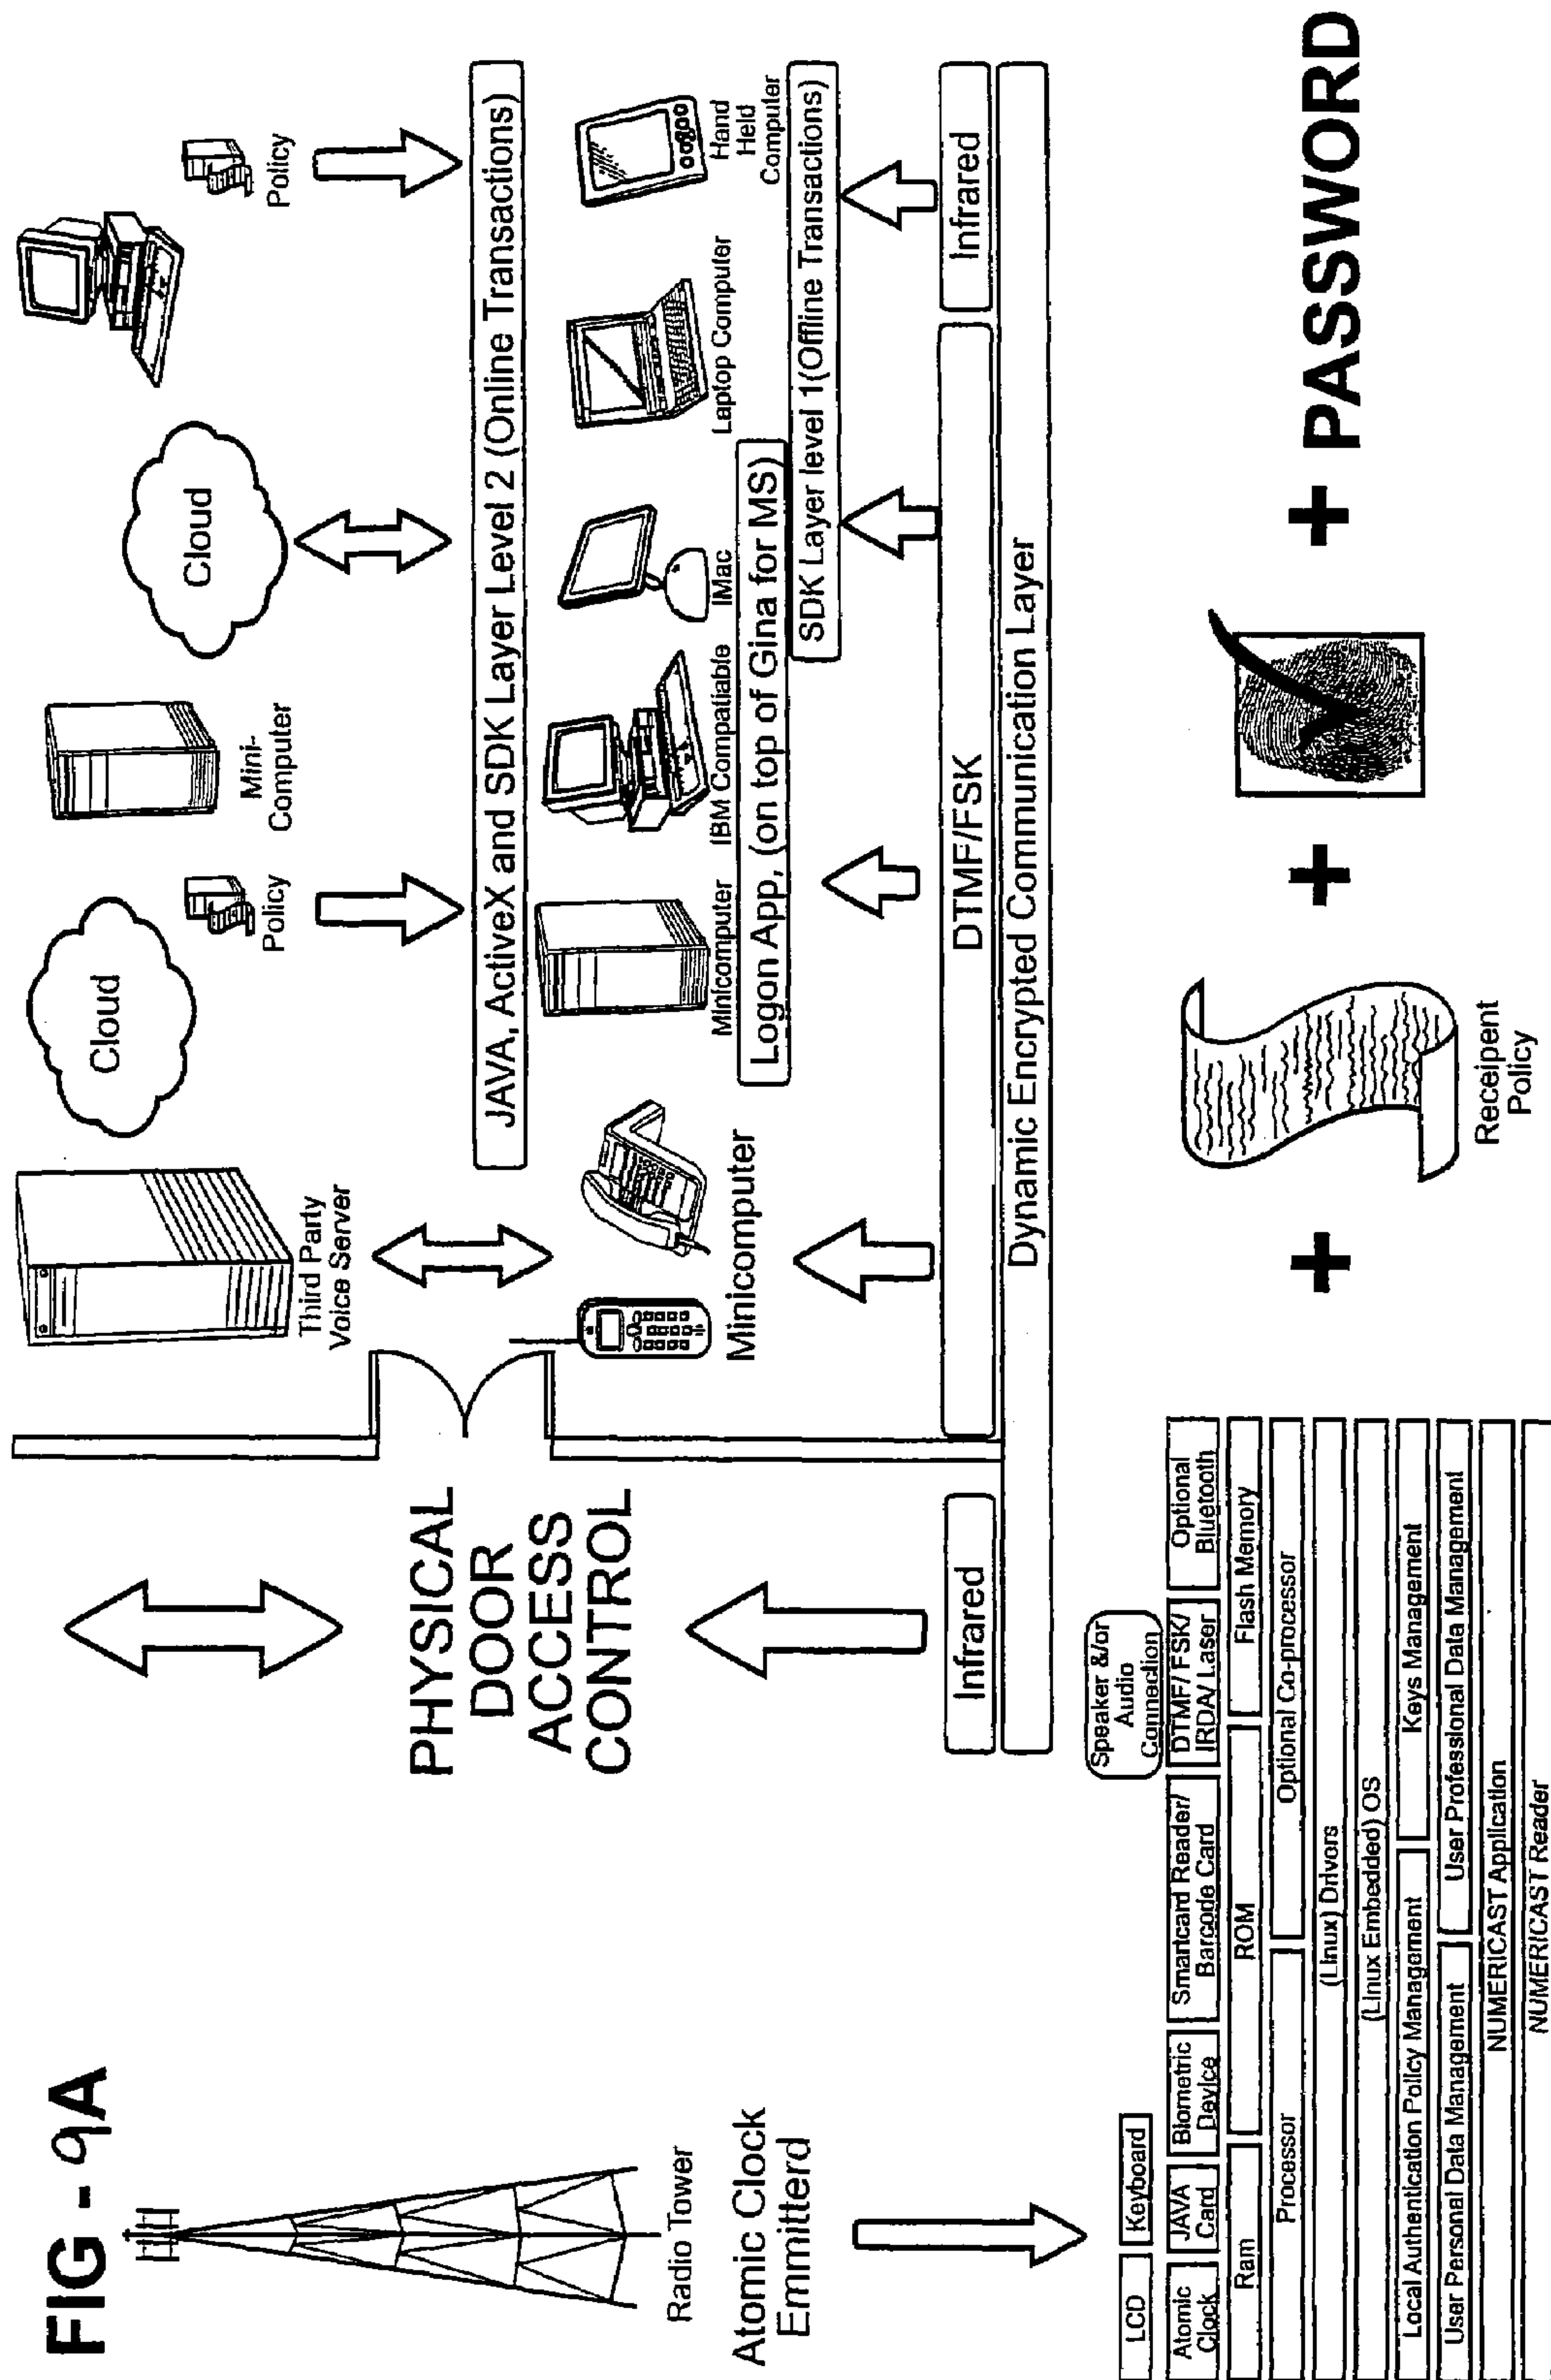 FIG - 9A
Radio Tower
Atomic Clock
Emmitterd
PHYSICAL
DOOR
ACCESS
CONTROL
Third Party
Voice Server
Cloud
Policy
Mini-
Computer
Cloud
Policy
JAVA, ActiveX and SDK Layer Level 2 (Online Transactions)
Minicomputer
Minicomputer
IBM Compatiable
IMac
Laptop Computer
Hand
Held
Computer
Logon App, (on top of Gina for MS)
SDK Layer level 1(Offline Transactions)
Infrared
DTMF/FSK
Infrared
Dynamic Encrypted Communication Layer
LCD
Keyboard
Speaker &/or
Audio
Connection
Atomic
Clock
JAVA
Card
Biometric
Device
Smartcard Reader/
Barcode Card
DTMF/ FSK/
IRDA/ Laser
Optional
Bluetooth
Ram
ROM
Flash Memory
Processor
Optional Co-processor
(Linux) Drivors
(Linux Embedded) OS
Local Authentication Policy Management
Keys Management
User Personal Data Management
User Professional Data Management
NUMERICAST Application
NUMERICAST Reader
+
Receipent
Policy
+
+ PASSWORD